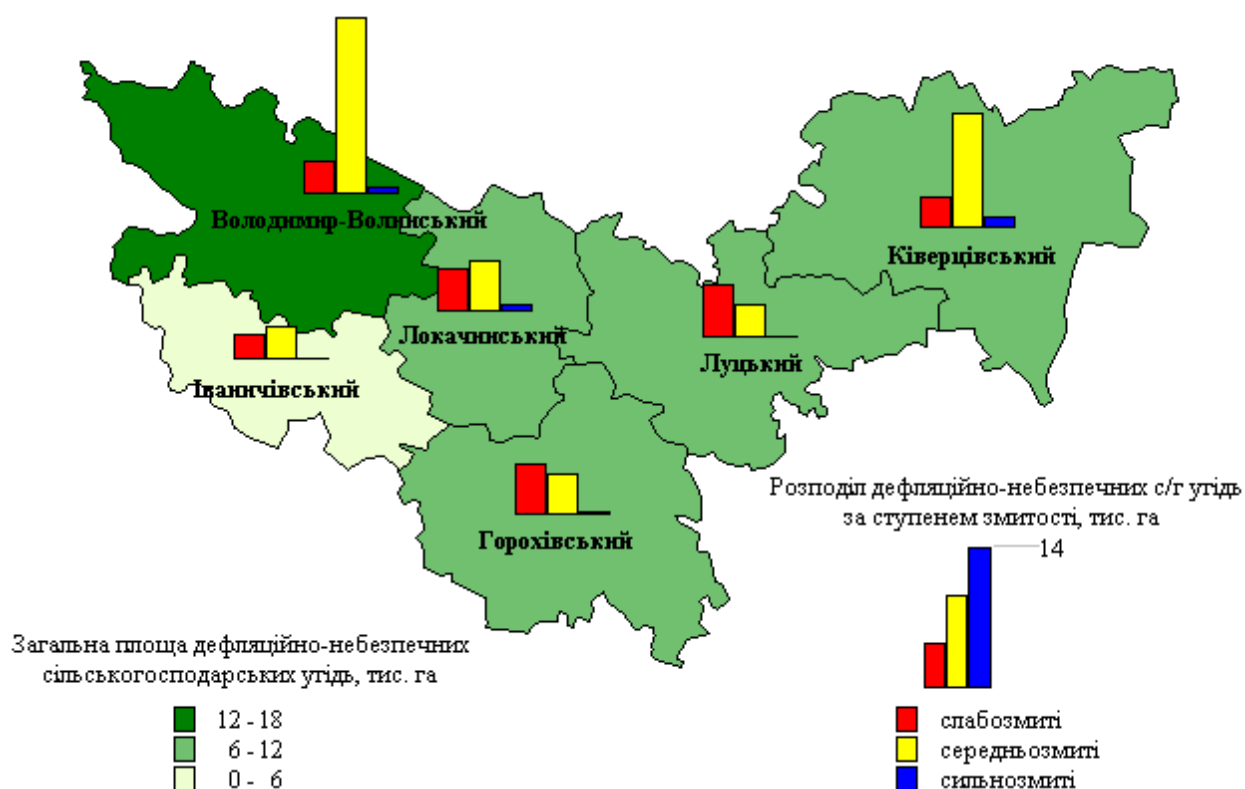 Володимир-Волинський
Ківерцівський
Локачинський
Луцький
Іваничівський
Горохівський
Розподіл дефляційно-небезпечних с/г угідь
за ступенем змитості, тис. га
14
слабозмиті
середньозмиті
сильнозмиті
Загальна площа дефляційно-небезпечних
сільськогосподарських угідь, тис. га
12 - 18
6 - 12
0 - 6